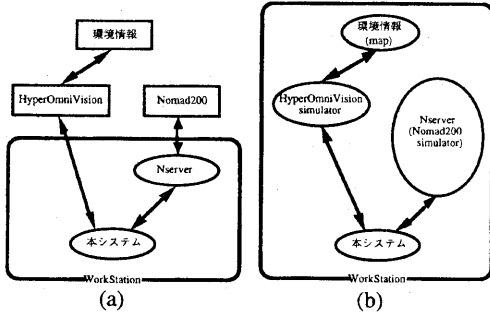 環境情報
HyperOmniVision
Nomad200
Nserver
本システム
WorkStation
(a)
環境情報
(map)
HyperOmniVision
simulator
Nserver
(Nomad200
simulator)
本システム
WorkStation
(b)